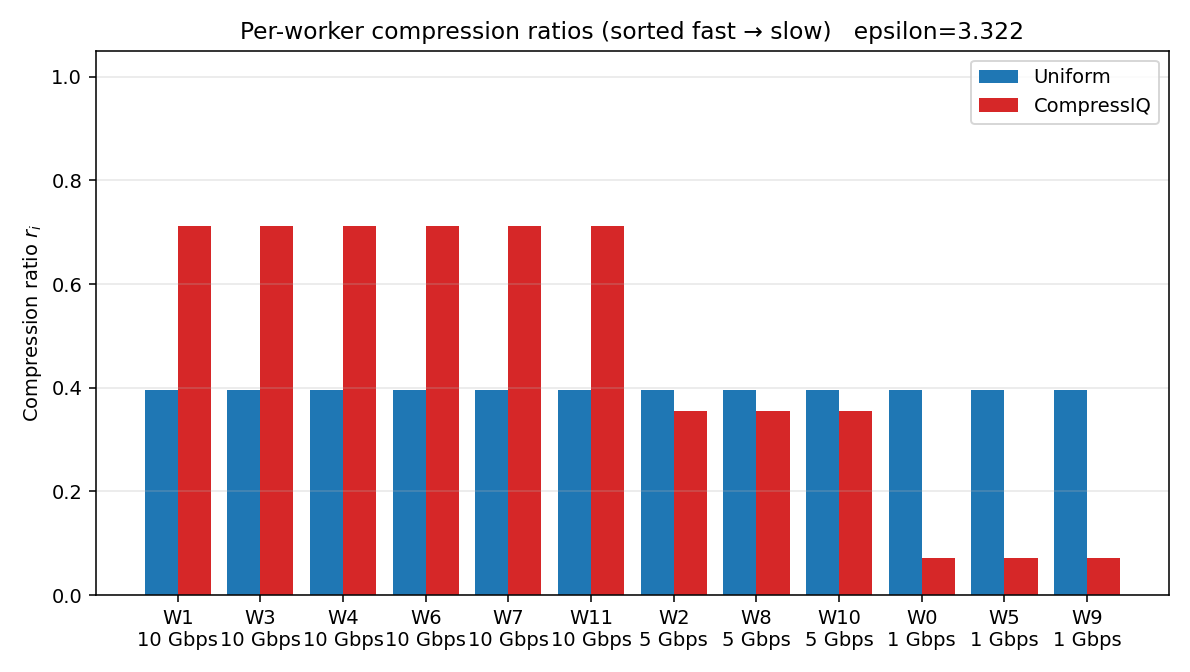 Per-worker compression ratios (sorted fast → slow)   epsilon=3.322
Uniform
CompressIQ
Compression ratio rᵢ
1.0
0.8
0.6
0.4
0.2
0.0
W1 W3 W4 W6 W7 W11 W2 W8 W10 W0 W5 W9
10 Gbps 10 Gbps 10 Gbps 10 Gbps 10 Gbps 10 Gbps 5 Gbps 5 Gbps 5 Gbps 1 Gbps 1 Gbps 1 Gbps